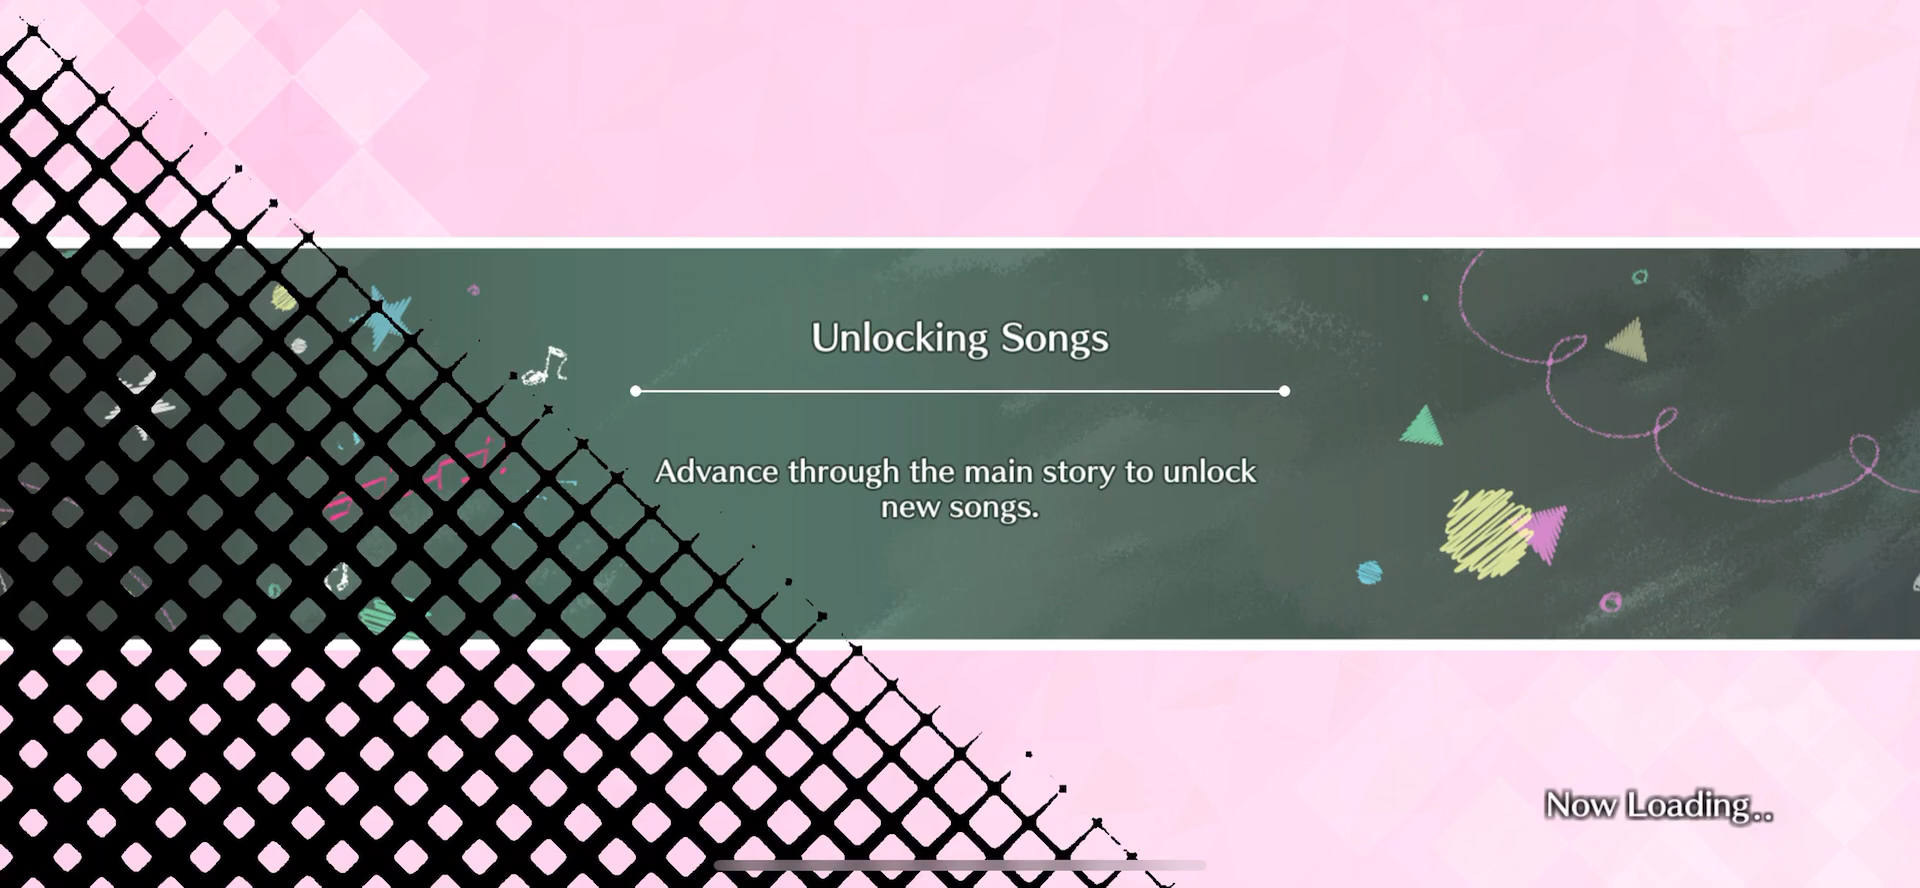 Unlocking Songs
Advance through the main story to unlock
new songs.
Now Loading..